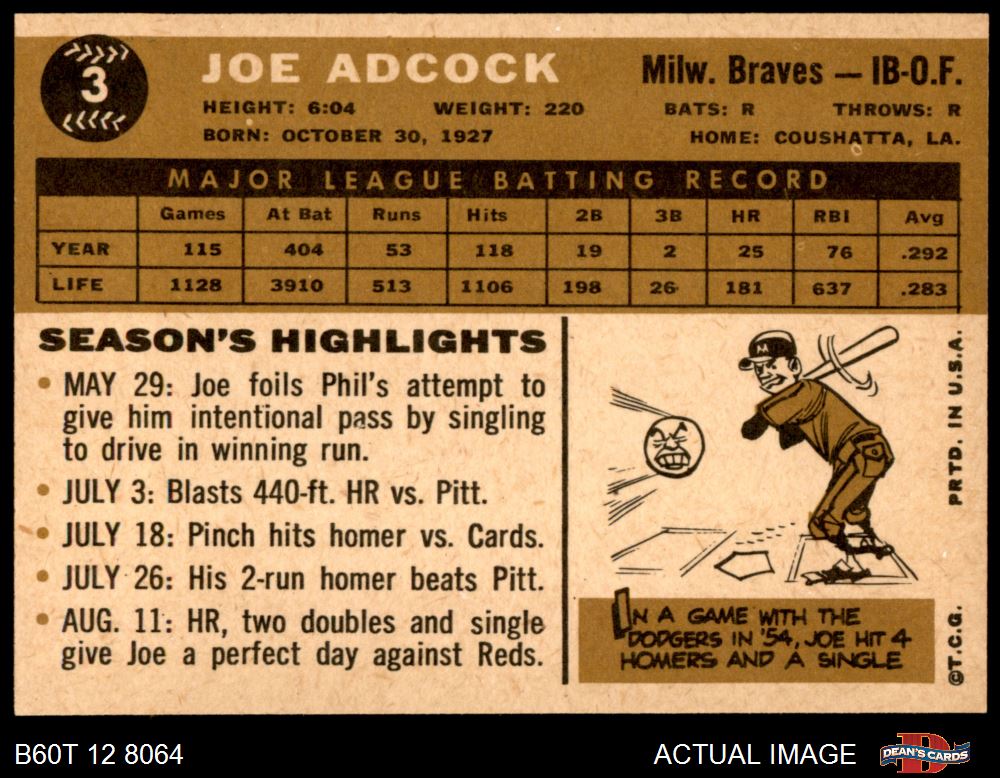 3
JOE ADCOCK
Milw. Braves — IB-O.F.
HEIGHT: 6:04 WEIGHT: 220 BATS: R THROWS: R
BORN: OCTOBER 30, 1927 HOME: COUSHATTA, LA.
MAJOR LEAGUE BATTING RECORD
Games At Bat Runs Hits 2B 3B HR RBI Avg
YEAR 115 404 53 118 19 2 25 76 .292
LIFE 1128 3910 513 1106 198 26 181 637 .283
SEASON'S HIGHLIGHTS
• MAY 29: Joe foils Phil's attempt to
give him intentional pass by singling
to drive in winning run.
• JULY 3: Blasts 440-ft. HR vs. Pitt.
• JULY 18: Pinch hits homer vs. Cards.
• JULY 26: His 2-run homer beats Pitt.
• AUG. 11: HR, two doubles and single
give Joe a perfect day against Reds.
M
IN A GAME WITH THE
DODGERS IN '54, JOE HIT 4
HOMERS AND A SINGLE
PRTD. IN U.S.A.
©T.C.G.
B60T 12 8064
ACTUAL IMAGE
D
DEAN'S CARDS